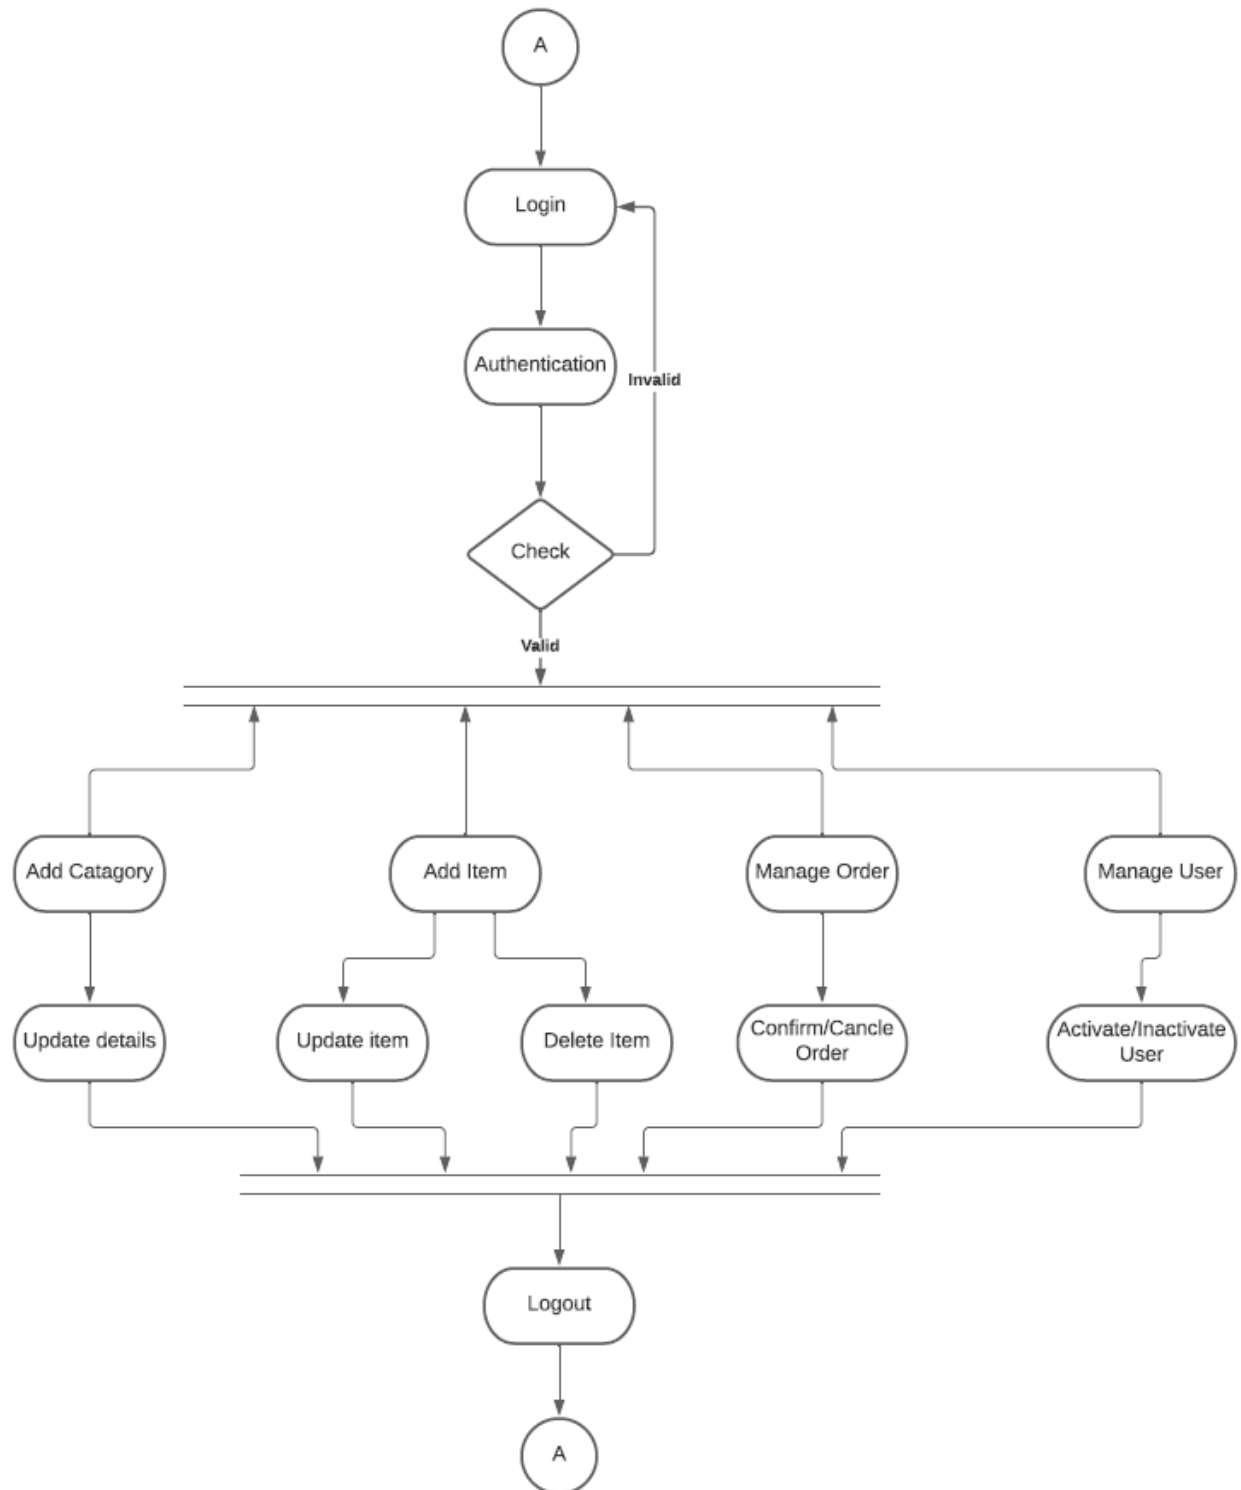 A
Login
Authentication
Invalid
Check
Valid
Add Catagory
Add Item
Manage Order
Manage User
Update details
Update item
Delete Item
Confirm/Cancle
Order
Activate/Inactivate
User
Logout
A